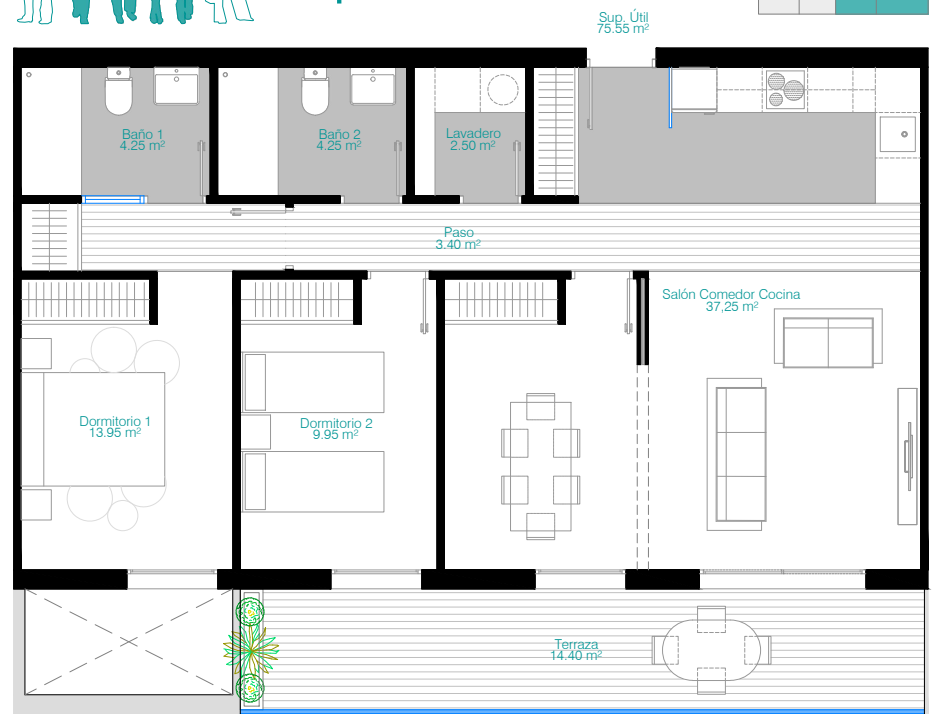 Sup. Útil
75.55 m²
Baño 1
4.25 m²
Baño 2
4.25 m²
Lavadero
2.50 m²
Paso
3.40 m²
Salón Comedor Cocina
37,25 m²
Dormitorio 1
13.95 m²
Dormitorio 2
9.95 m²
Terraza
14.40 m²